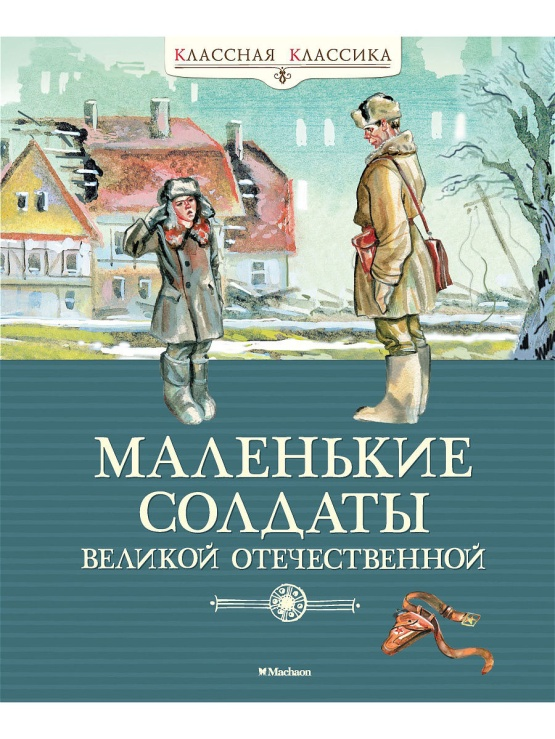 Классная Классика
Маленькие
солдаты
Великой Отечественной
Machaon